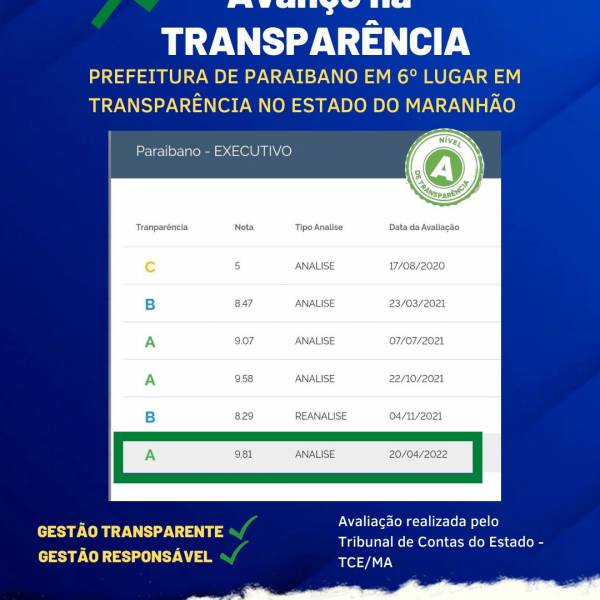 Avanço na
TRANSPARÊNCIA
PREFEITURA DE PARAIBANO EM 6º LUGAR EM
TRANSPARÊNCIA NO ESTADO DO MARANHÃO
Paraibano - EXECUTIVO
NÍVEL
A
DE TRANSPARÊNCIA
Tranparência Nota Tipo Analise Data da Avaliação
C 5 ANALISE 17/08/2020
B 8.47 ANALISE 23/03/2021
A 9.07 ANALISE 07/07/2021
A 9.58 ANALISE 22/10/2021
B 8.29 REANALISE 04/11/2021
A 9.81 ANALISE 20/04/2022
GESTÃO TRANSPARENTE
GESTÃO RESPONSÁVEL
Avaliação realizada pelo
Tribunal de Contas do Estado -
TCE/MA